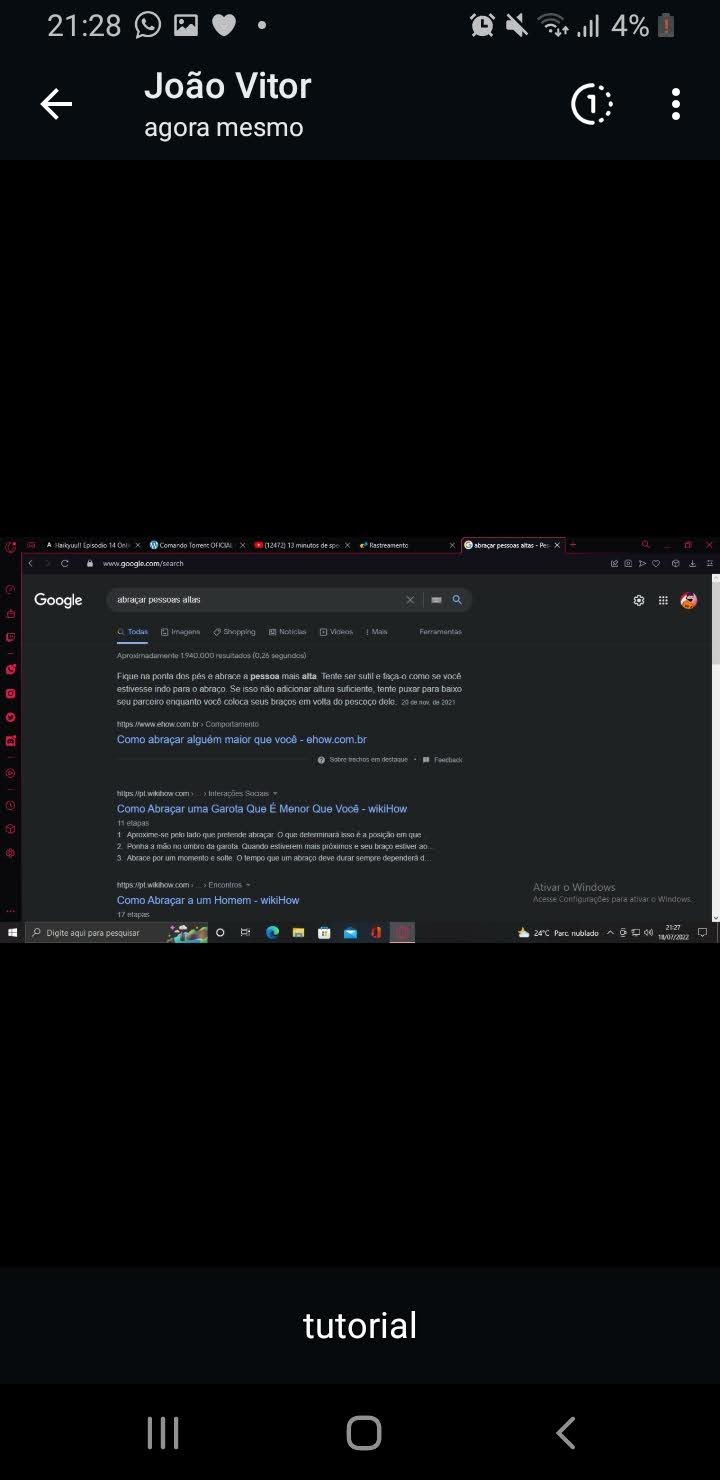 21:28 4%
João Vitor
agora mesmo
A Haikyuu!! Episodio 14 Onli
Comando Torrent OFICIAL
(12472) 13 minutos de spe
Rastreamento
abraçar pessoas altas - Pes
www.google.com/search
Google
abraçar pessoas altas
Todas Imagens Shopping Notícias Vídeos Mais Ferramentas
Aproximadamente 1.940.000 resultados (0,26 segundos)
Fique na ponta dos pés e abrace a pessoa mais alta. Tente ser sutil e faça-o como se você
estivesse indo para o abraço. Se isso não adicionar altura suficiente, tente puxar para baixo
seu parceiro enquanto você coloca seus braços em volta do pescoço dele. 20 de nov. de 2021
https://www.ehow.com.br › Comportamento
Como abraçar alguém maior que você - ehow.com.br
Sobre trechos em destaque • Feedback
https://pt.wikihow.com › ... › Interações Sociais
Como Abraçar uma Garota Que É Menor Que Você - wikiHow
11 etapas
1. Aproxime-se pelo lado que pretende abraçar. O que determinará isso é a posição em que ...
2. Ponha a mão no ombro da garota. Quando estiverem mais próximos e seu braço estiver ao...
3. Abrace por um momento e solte. O tempo que um abraço deve durar sempre dependerá d...
https://pt.wikihow.com › ... › Encontros
Como Abraçar a um Homem - wikiHow
17 etapas
Ativar o Windows
Acesse Configurações para ativar o Windows.
Digite aqui para pesquisar
24°C Parc. nublado
21:27
18/07/2022
tutorial